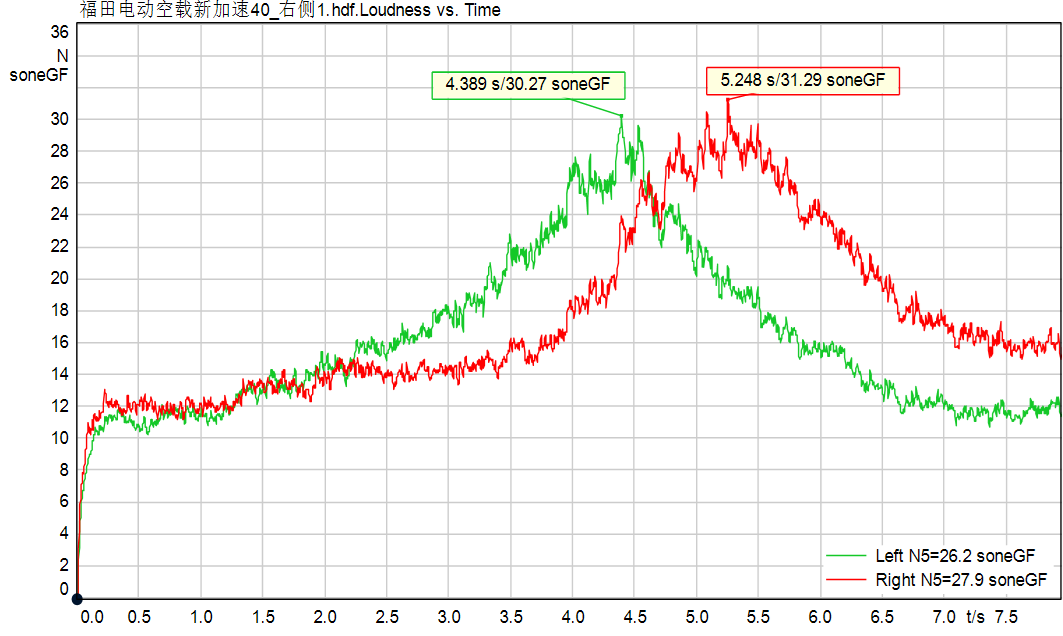 福田电动空载新加速40_右侧1.hdf.Loudness vs. Time
36
N
soneGF
30
28
26
24
22
20
18
16
14
12
10
8
6
4
2
0
4.389 s/30.27 soneGF
5.248 s/31.29 soneGF
Left N5=26.2 soneGF
Right N5=27.9 soneGF
0.0 0.5 1.0 1.5 2.0 2.5 3.0 3.5 4.0 4.5 5.0 5.5 6.0 6.5 7.0 t/s 7.5